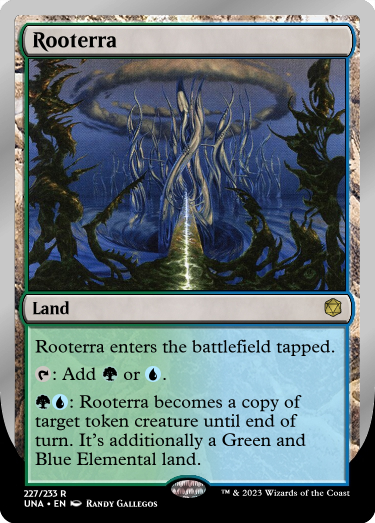 Rooterra
Land
Rooterra enters the battlefield tapped.
: Add or .
: Rooterra becomes a copy of
target token creature until end of
turn. It's additionally a Green and
Blue Elemental land.
227/233 R
UNA • EN Randy Gallegos
™ & 2023 Wizards of the Coast